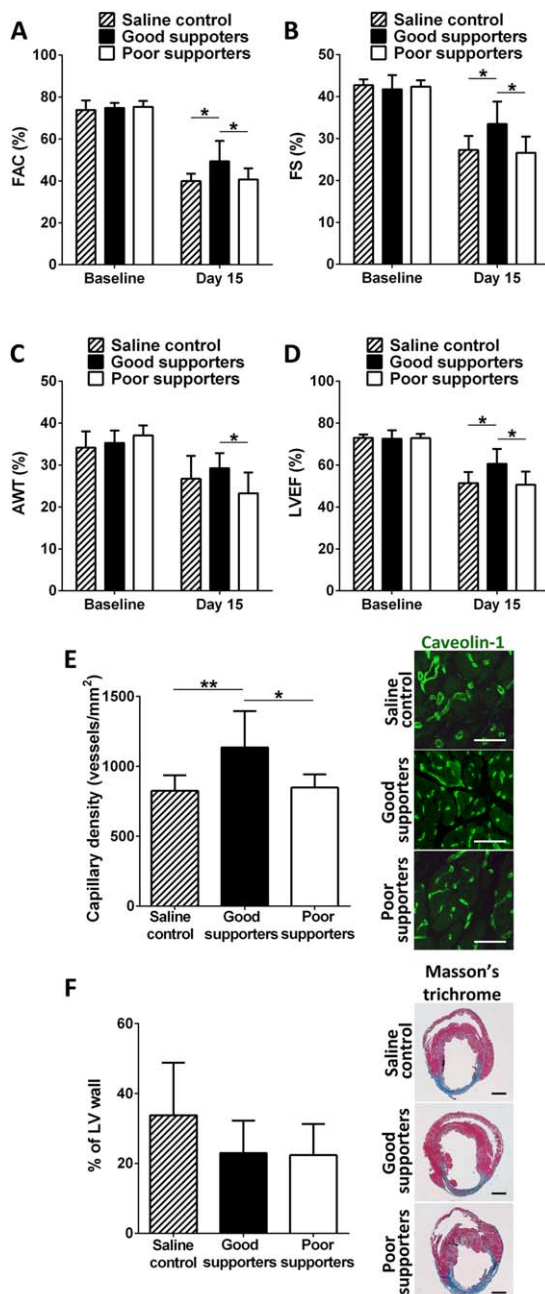 A
Saline control
Good suppoters
Poor supporters
FAC (%)
100
80
60
40
20
0
*
*
Baseline
Day 15
B
Saline control
Good supporters
Poor supporters
FS (%)
50
40
30
20
10
0
*
*
Baseline
Day 15
C
Saline control
Good supporters
Poor supporters
AWT (%)
50
40
30
20
10
0
*
Baseline
Day 15
D
Saline control
Good supporters
Poor supporters
LVEF (%)
100
80
60
40
20
0
*
*
Baseline
Day 15
E
Capillary density (vessels/mm²)
1500
1000
500
0
**
*
Saline
control
Good
supporters
Poor
supporters
Caveolin-1
Saline
control
Good
supporters
Poor
supporters
F
% of LV wall
60
40
20
0
Saline
control
Good
supporters
Poor
supporters
Masson's
trichrome
Saline
control
Good
supporters
Poor
supporters